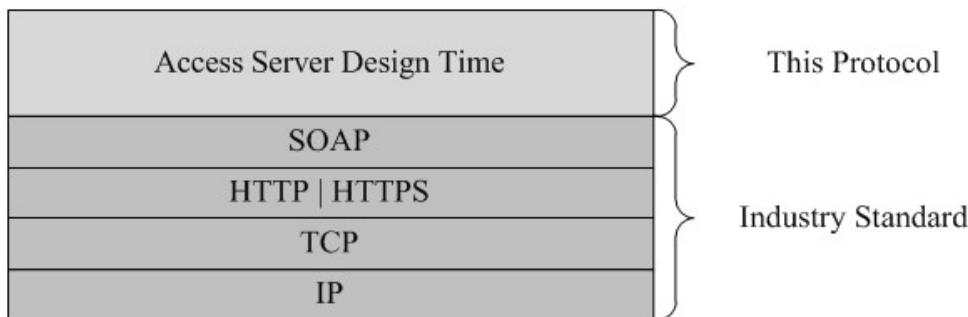 Access Server Design Time
This Protocol
SOAP
HTTP | HTTPS
TCP
IP
Industry Standard